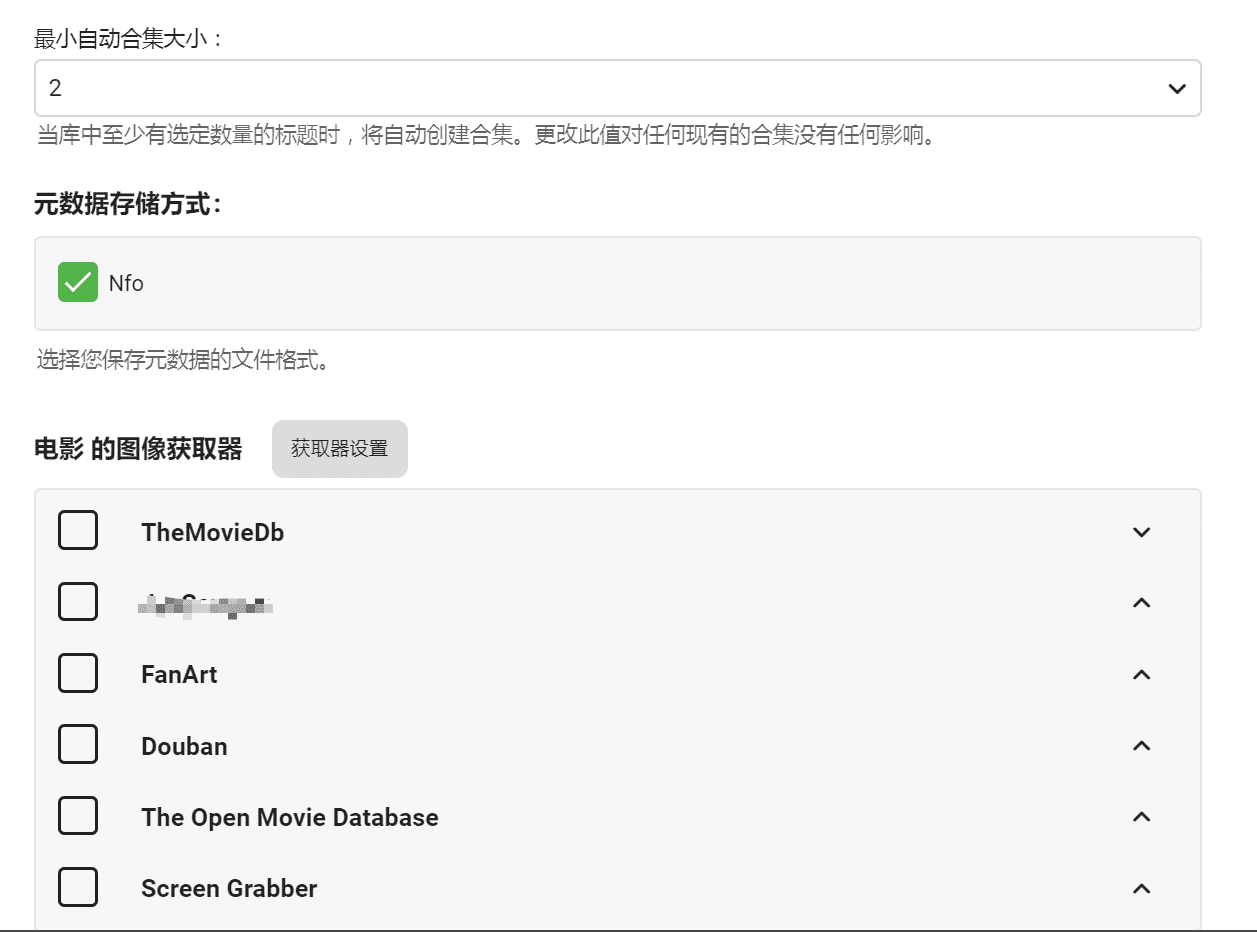 最小自动合集大小：
2
当库中至少有选定数量的标题时，将自动创建合集。更改此值对任何现有的合集没有任何影响。
元数据存储方式：
Nfo
选择您保存元数据的文件格式。
电影 的图像获取器
获取器设置
TheMovieDb
FanArt
Douban
The Open Movie Database
Screen Grabber